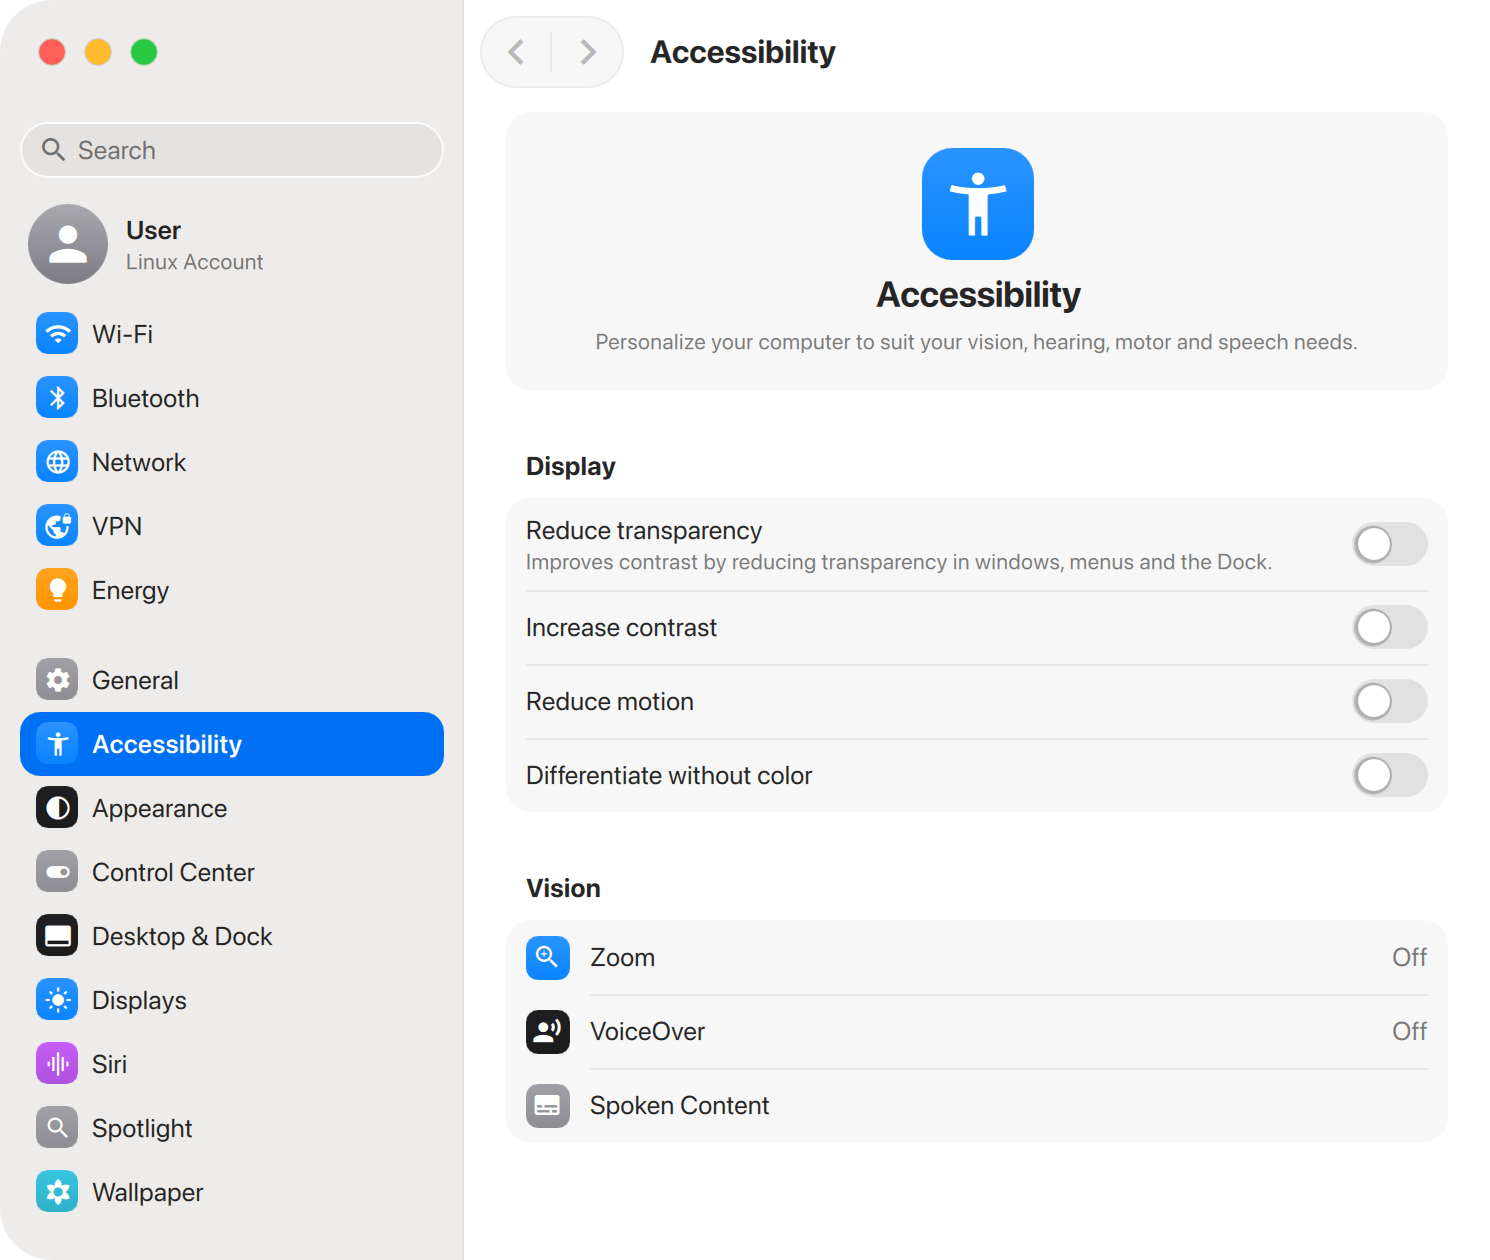 Accessibility
Search
User
Linux Account
Wi-Fi
Bluetooth
Network
VPN
Energy
General
Accessibility
Appearance
Control Center
Desktop & Dock
Displays
Siri
Spotlight
Wallpaper
Accessibility
Personalize your computer to suit your vision, hearing, motor and speech needs.
Display
Reduce transparency
Improves contrast by reducing transparency in windows, menus and the Dock.
Increase contrast
Reduce motion
Differentiate without color
Vision
Zoom Off
VoiceOver Off
Spoken Content